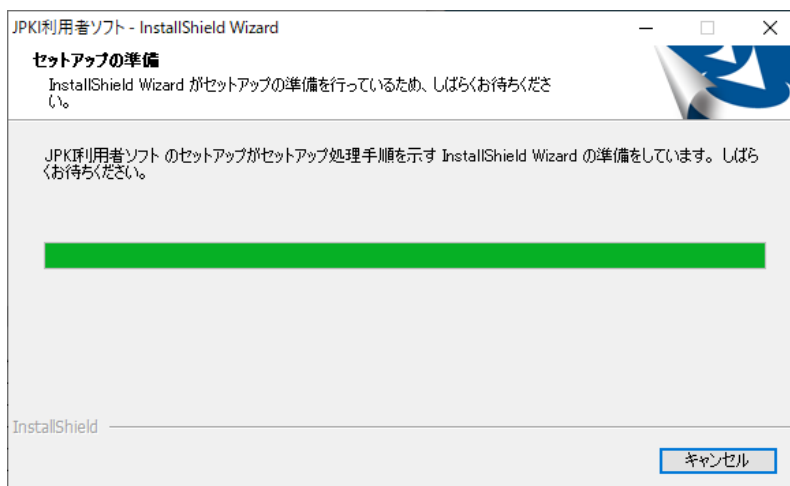 JPKI利用者ソフト - InstallShield Wizard
セットアップの準備
InstallShield Wizard がセットアップの準備を行っているため、しばらくお待ちくださ
い。
JPKI利用者ソフト のセットアップがセットアップ処理手順を示す InstallShield Wizard の準備をしています。しばら
くお待ちください。
InstallShield
キャンセル